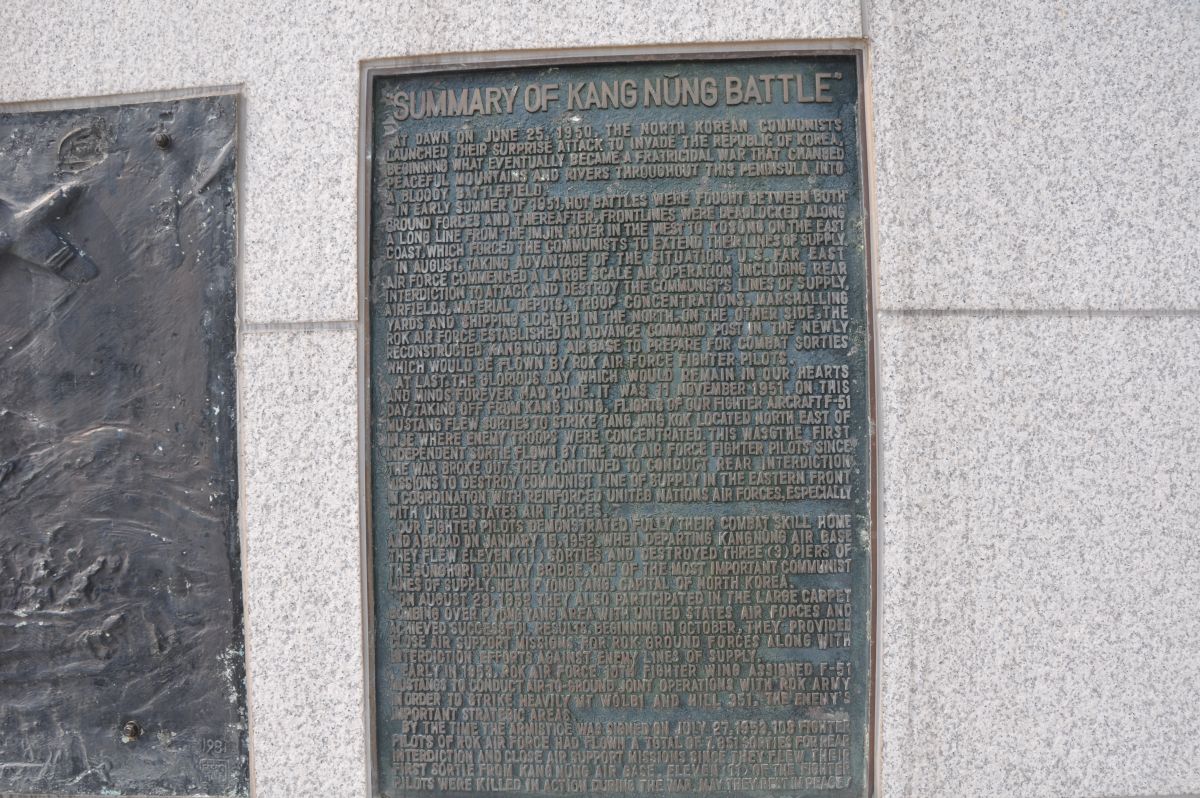 "SUMMARY OF KANG NŬNG BATTLE"
AT DAWN ON JUNE 25, 1950, THE NORTH KOREAN COMMUNISTS
LAUNCHED THEIR SURPRISE ATTACK TO INVADE THE REPUBLIC OF KOREA,
BEGINNING WHAT EVENTUALLY BECAME A FRATRICIDAL WAR THAT CHANGED
PEACEFUL MOUNTAINS AND RIVERS THROUGHOUT THIS PENINSULA INTO
A BLOODY BATTLEFIELD.
IN EARLY SUMMER OF 1951, HOT BATTLES WERE FOUGHT BETWEEN BOTH
GROUND FORCES AND THEREAFTER, FRONTLINES WERE DEADLOCKED ALONG
A LONG LINE FROM THE IMJIN RIVER IN THE WEST TO KOSONG ON THE EAST
COAST, WHICH FORCED THE COMMUNISTS TO EXTEND THEIR LINES OF SUPPLY.
IN AUGUST, TAKING ADVANTAGE OF THE SITUATION, U.S. FAR EAST
AIR FORCE COMMENCED A LARGE SCALE AIR OPERATION INCLUDING REAR
INTERDICTION TO ATTACK AND DESTROY THE COMMUNIST'S LINES OF SUPPLY,
AIRFIELDS, MATERIAL DEPOTS, TROOP CONCENTRATIONS, MARSHALLING
YARDS AND SHIPPING LOCATED IN THE NORTH. ON THE OTHER SIDE, THE
ROK AIR FORCE ESTABLISHED AN ADVANCE COMMAND POST IN THE NEWLY
RECONSTRUCTED KANG NUNG AIR BASE TO PREPARE FOR COMBAT SORTIES
WHICH WOULD BE FLOWN BY ROK AIR FORCE FIGHTER PILOTS.
AT LAST, THE GLORIOUS DAY WHICH WOULD REMAIN IN OUR HEARTS
AND MINDS FOREVER HAD COME. IT WAS 11 NOVEMBER 1951. ON THIS
DAY, TAKING OFF FROM KANG NUNG, FLIGHTS OF OUR FIGHTER AIRCRAFT F-51
MUSTANG FLEW SORTIES TO STRIKE TANG JANG KOK LOCATED NORTH EAST OF
INJE WHERE ENEMY TROOPS WERE CONCENTRATED. THIS WAS THE FIRST
INDEPENDENT SORTIE FLOWN BY THE ROK AIR FORCE FIGHTER PILOTS SINCE
THE WAR BROKE OUT. THEY CONTINUED TO CONDUCT REAR INTERDICTION
MISSIONS TO DESTROY COMMUNIST LINE OF SUPPLY IN THE EASTERN FRONT
IN COORDINATION WITH REINFORCED UNITED NATIONS AIR FORCES, ESPECIALLY
WITH UNITED STATES AIR FORCES.
OUR FIGHTER PILOTS DEMONSTRATED FULLY THEIR COMBAT SKILL HOME
AND ABROAD ON JANUARY 15, 1952, WHEN DEPARTING KANG NUNG AIR BASE
THEY FLEW ELEVEN (11) SORTIES AND DESTROYED THREE (3) PIERS OF
THE SŬNGHORI RAILWAY BRIDGE, ONE OF THE MOST IMPORTANT COMMUNIST
LINES OF SUPPLY, NEAR P'YONGYANG, CAPITAL OF NORTH KOREA.
ON AUGUST 29, 1952, THEY ALSO PARTICIPATED IN THE LARGE CARPET
BOMBING OVER P'YONGYANG AREA WITH UNITED STATES AIR FORCES AND
ACHIEVED SUCCESSFUL RESULTS. BEGINNING IN OCTOBER, THEY PROVIDED
CLOSE AIR SUPPORT MISSIONS FOR ROK GROUND FORCES ALONG WITH
INTERDICTION EFFORTS AGAINST ENEMY LINES OF SUPPLY.
EARLY IN 1953, ROK AIR FORCE 10TH FIGHTER WING ASSIGNED F-51
MUSTANGS TO CONDUCT AIR-TO-GROUND JOINT OPERATIONS WITH ROK ARMY
IN ORDER TO STRIKE HEAVILY MT WOLBI AND HILL 351, THE ENEMY'S
IMPORTANT STRATEGIC AREAS.
BY THE TIME THE ARMISTICE WAS SIGNED ON JULY 27, 1953, 108 FIGHTER
PILOTS OF ROK AIR FORCE HAD FLOWN A TOTAL OF 7,851 SORTIES FOR REAR
INTERDICTION AND CLOSE AIR SUPPORT MISSIONS SINCE THEY FLEW THEIR
FIRST SORTIE FROM KANG NUNG AIR BASE. ELEVEN (11) OF THE FIGHTER
PILOTS WERE KILLED IN ACTION DURING THE WAR. MAY THEY REST IN PEACE!
1981